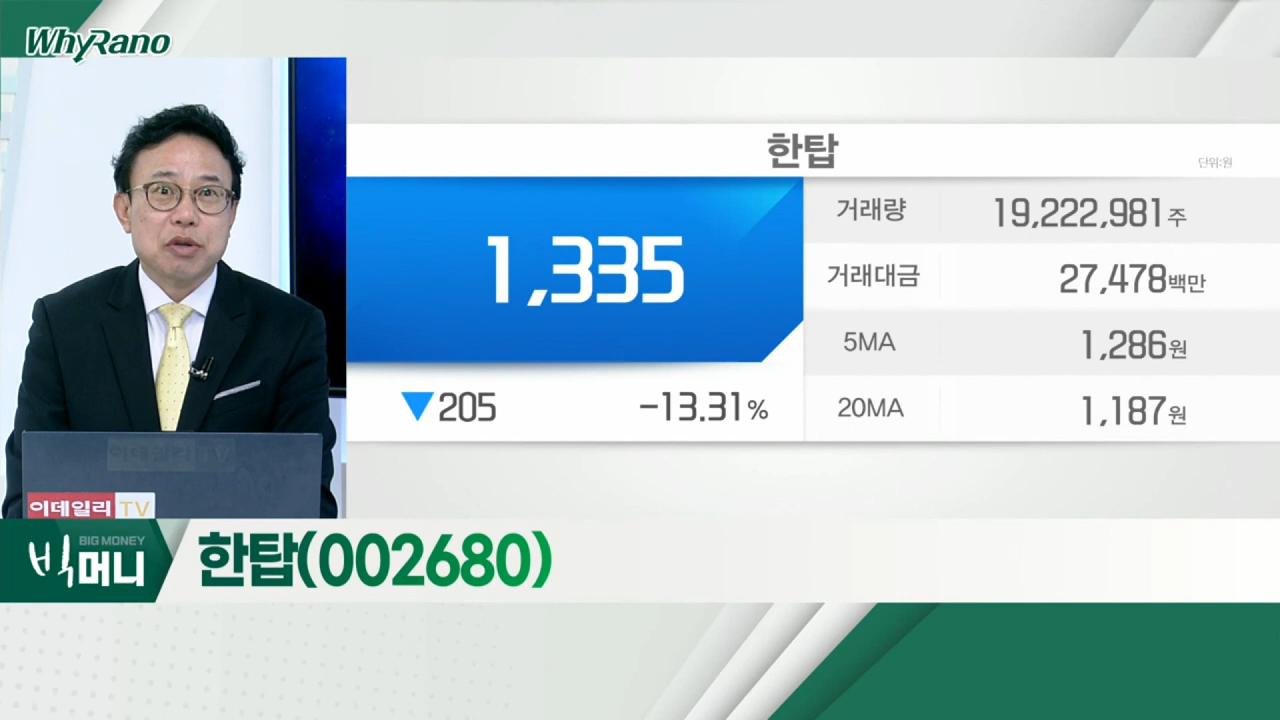 WhyRano
한탑
단위:원
1,335
▼205 -13.31%
거래량 19,222,981주
거래대금 27,478백만
5MA 1,286원
20MA 1,187원
이데일리TV
BIG MONEY
빅머니
한탑(002680)